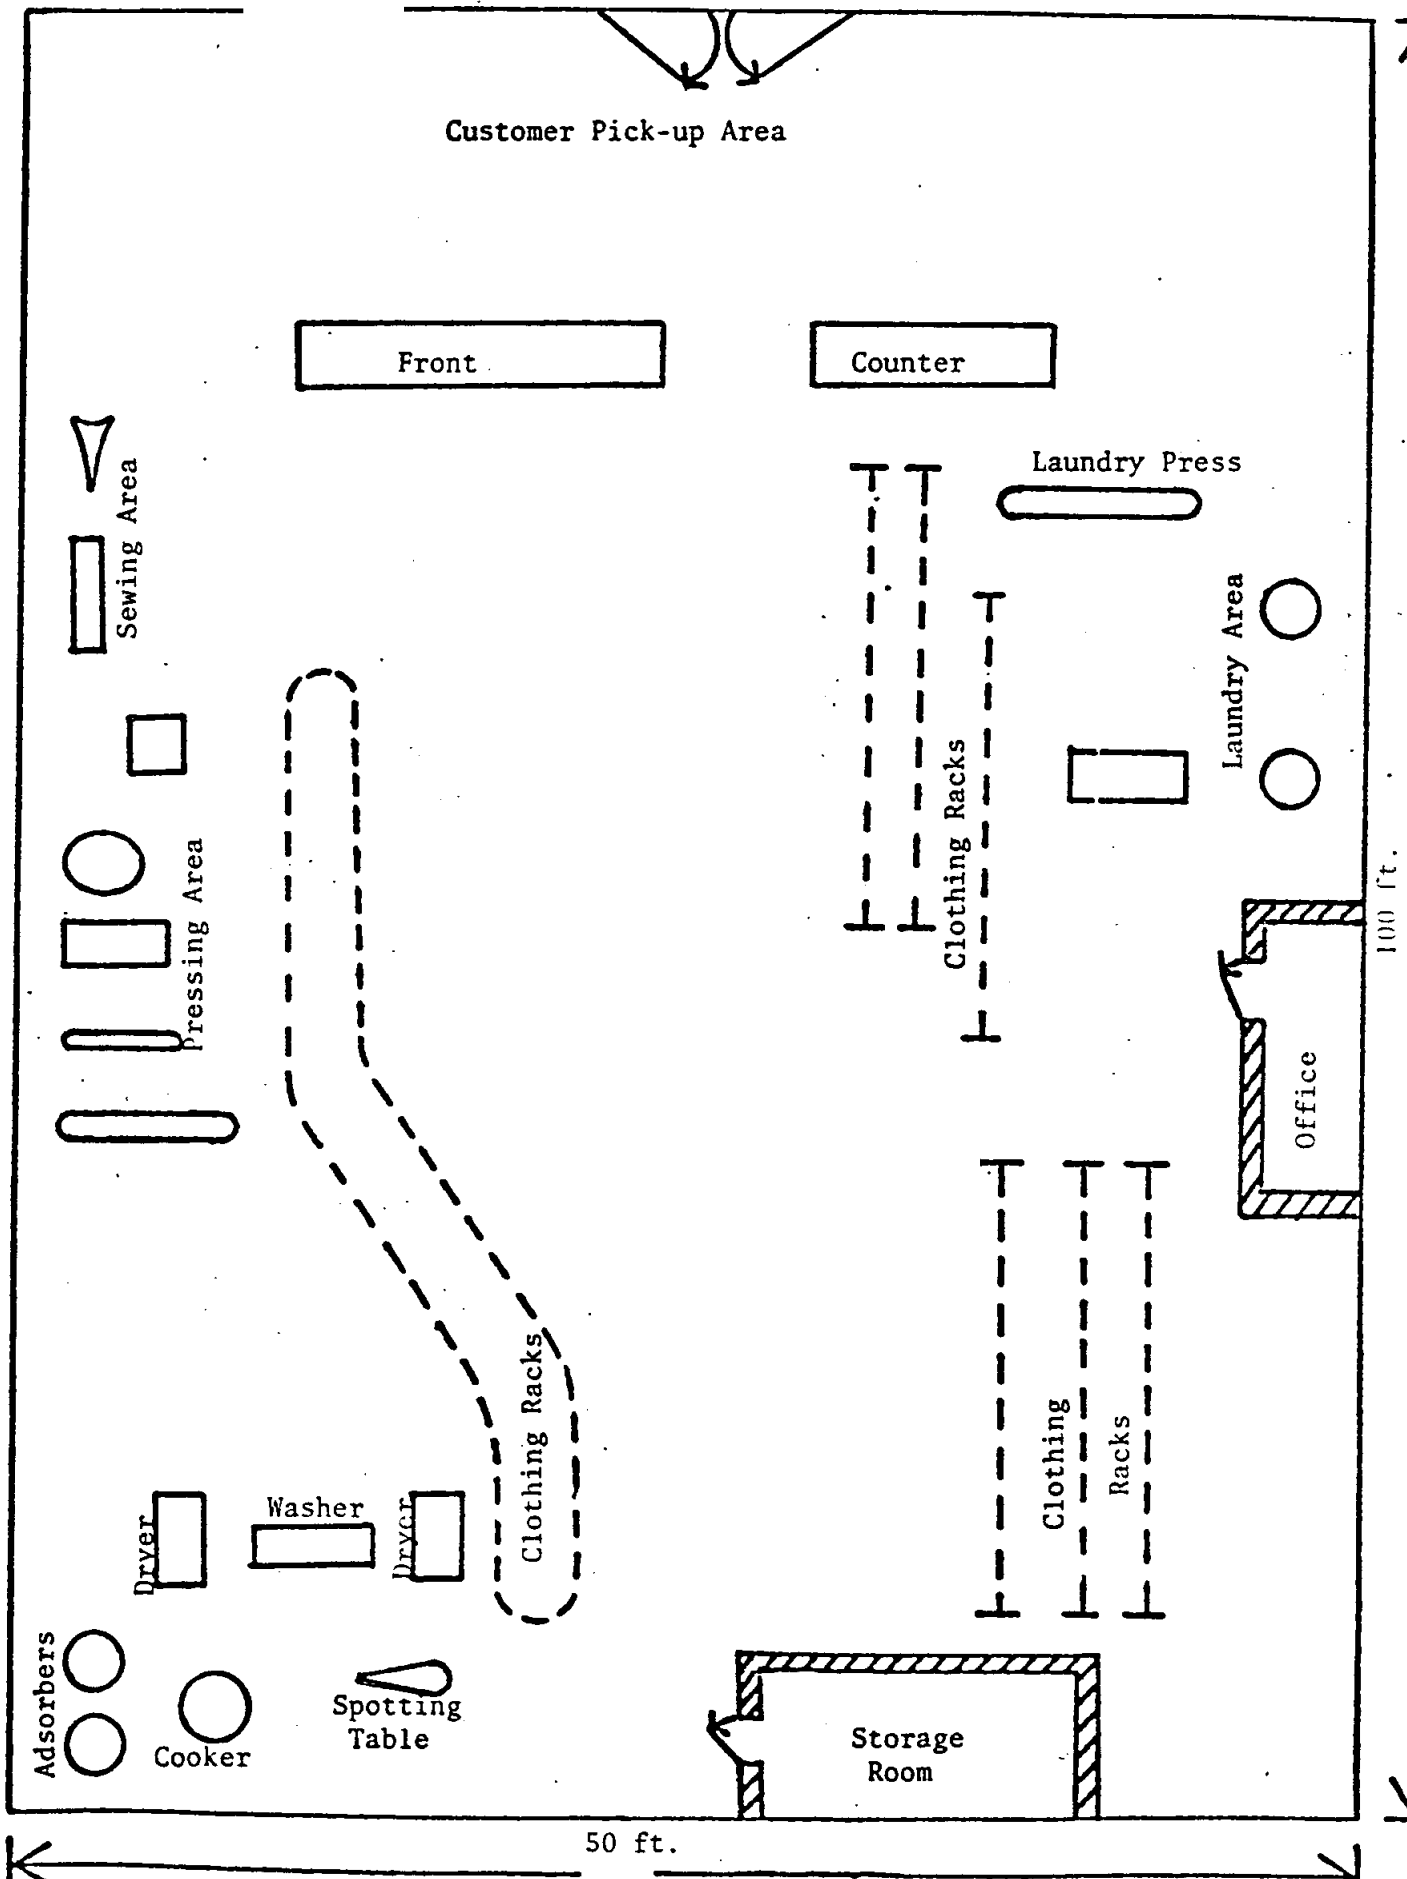 Customer Pick-up Area
Front
Counter
Laundry Press
Sewing Area
Laundry Area
Clothing Racks
Pressing Area
100 ft.
Office
Clothing Racks
Clothing
Racks
Washer
Dryer
Dryer
Adsorbers
Spotting
Table
Cooker
Storage
Room
50 ft.